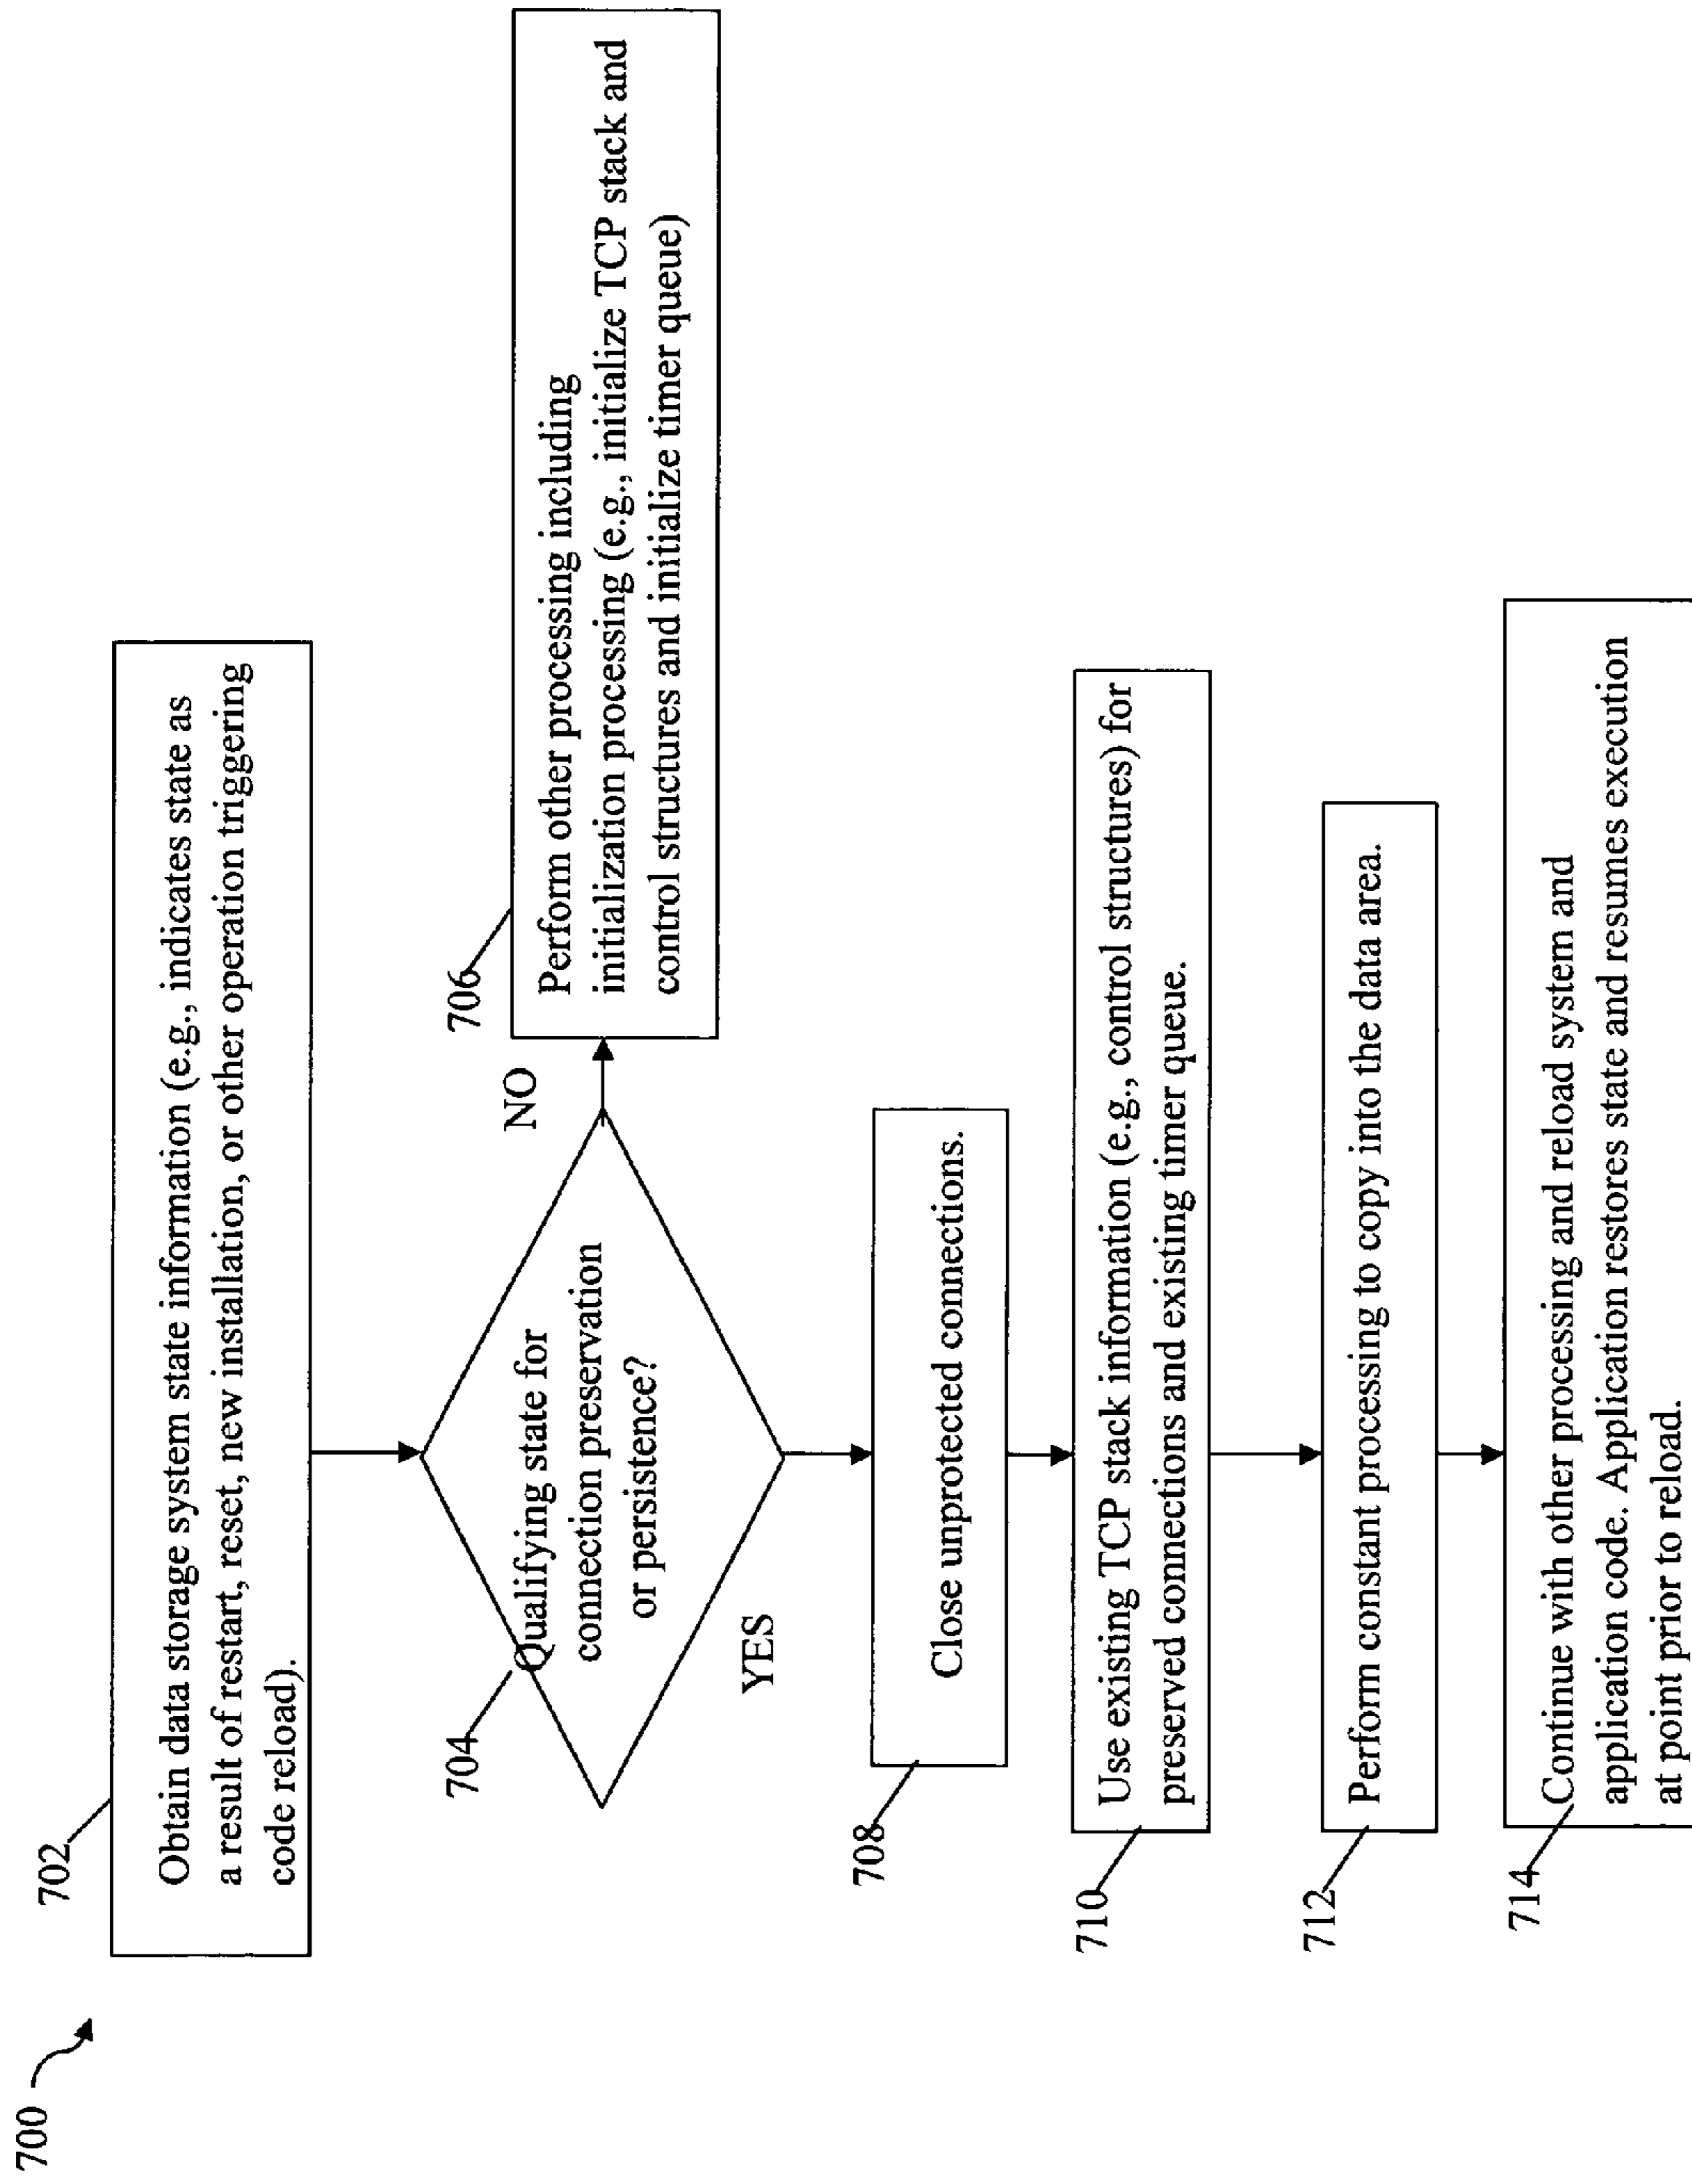 700
702
Obtain data storage system state information (e.g., indicates state as
a result of restart, reset, new installation, or other operation triggering
code reload).
704
Qualifying state for
connection preservation
or persistence?
NO
706
Perform other processing including
initialization processing (e.g., initialize TCP stack and
control structures and initialize timer queue)
YES
708
Close unprotected connections.
710
Use existing TCP stack information (e.g., control structures) for
preserved connections and existing timer queue.
712
Perform constant processing to copy into the data area.
714
Continue with other processing and reload system and
application code. Application restores state and resumes execution
at point prior to reload.